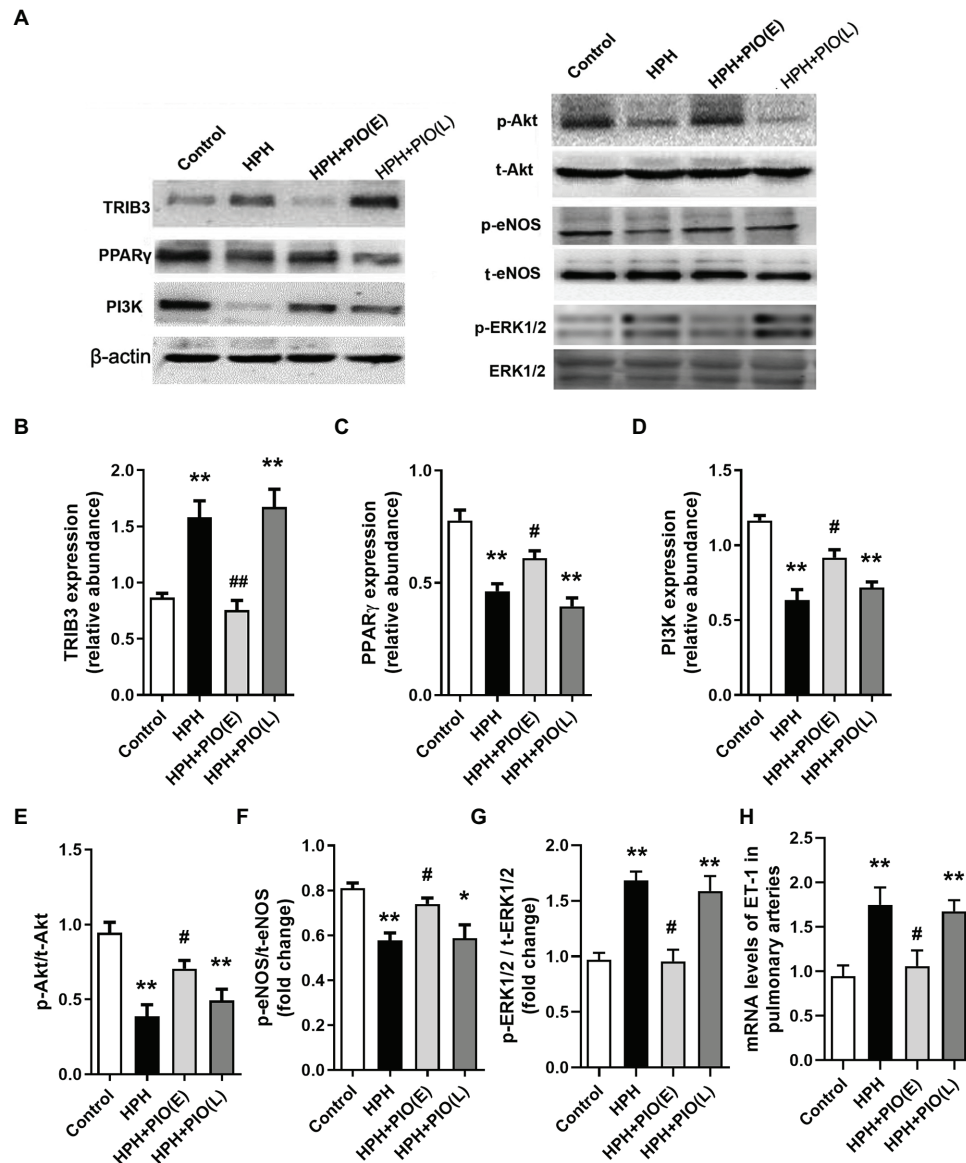 A
Control
HPH
HPH+PIO(E)
HPH+PIO(L)
TRIB3
PPARγ
PI3K
β-actin
Control
HPH
HPH+PIO(E)
HPH+PIO(L)
p-Akt
t-Akt
p-eNOS
t-eNOS
p-ERK1/2
ERK1/2
B
TRIB3 expression
(relative abundance)
2.0
1.5
1.0
0.5
0.0
**
##
**
Control
HPH
HPH+PIO(E)
HPH+PIO(L)
C
PPARγ expression
(relative abundance)
1.0
0.5
0.0
**
#
**
Control
HPH
HPH+PIO(E)
HPH+PIO(L)
D
PI3K expression
(relative abundance)
1.5
1.0
0.5
0.0
**
#
**
Control
HPH
HPH+PIO(E)
HPH+PIO(L)
E
p-Akt/t-Akt
1.5
1.0
0.5
0.0
**
#
**
Control
HPH
HPH+PIO(E)
HPH+PIO(L)
F
p-eNOS/t-eNOS
(fold change)
1.0
0.8
0.6
0.4
0.2
0.0
**
#
*
Control
HPH
HPH+PIO(E)
HPH+PIO(L)
G
p-ERK1/2 / t-ERK1/2
(fold change)
2.0
1.5
1.0
0.5
0.0
**
#
**
Control
HPH
HPH+PIO(E)
HPH+PIO(L)
H
mRNA levels of ET-1 in
pulmonary arteries
2.5
2.0
1.5
1.0
0.5
0.0
**
#
**
Control
HPH
HPH+PIO(E)
HPH+PIO(L)